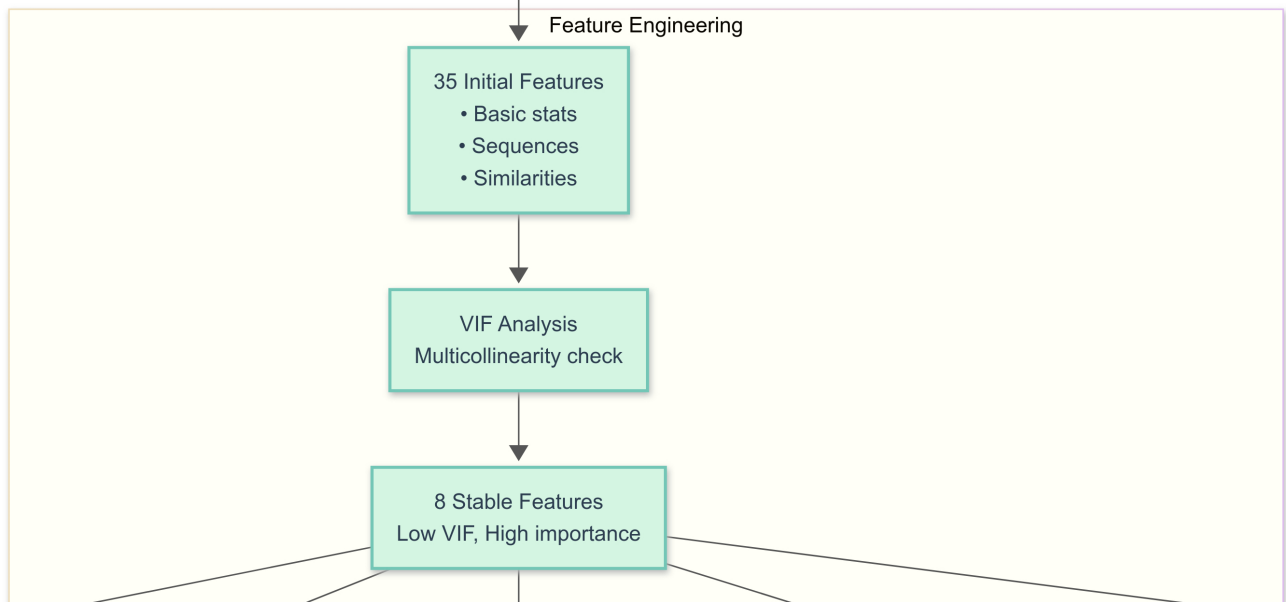 Feature Engineering
35 Initial Features
• Basic stats
• Sequences
• Similarities
VIF Analysis
Multicollinearity check
8 Stable Features
Low VIF, High importance